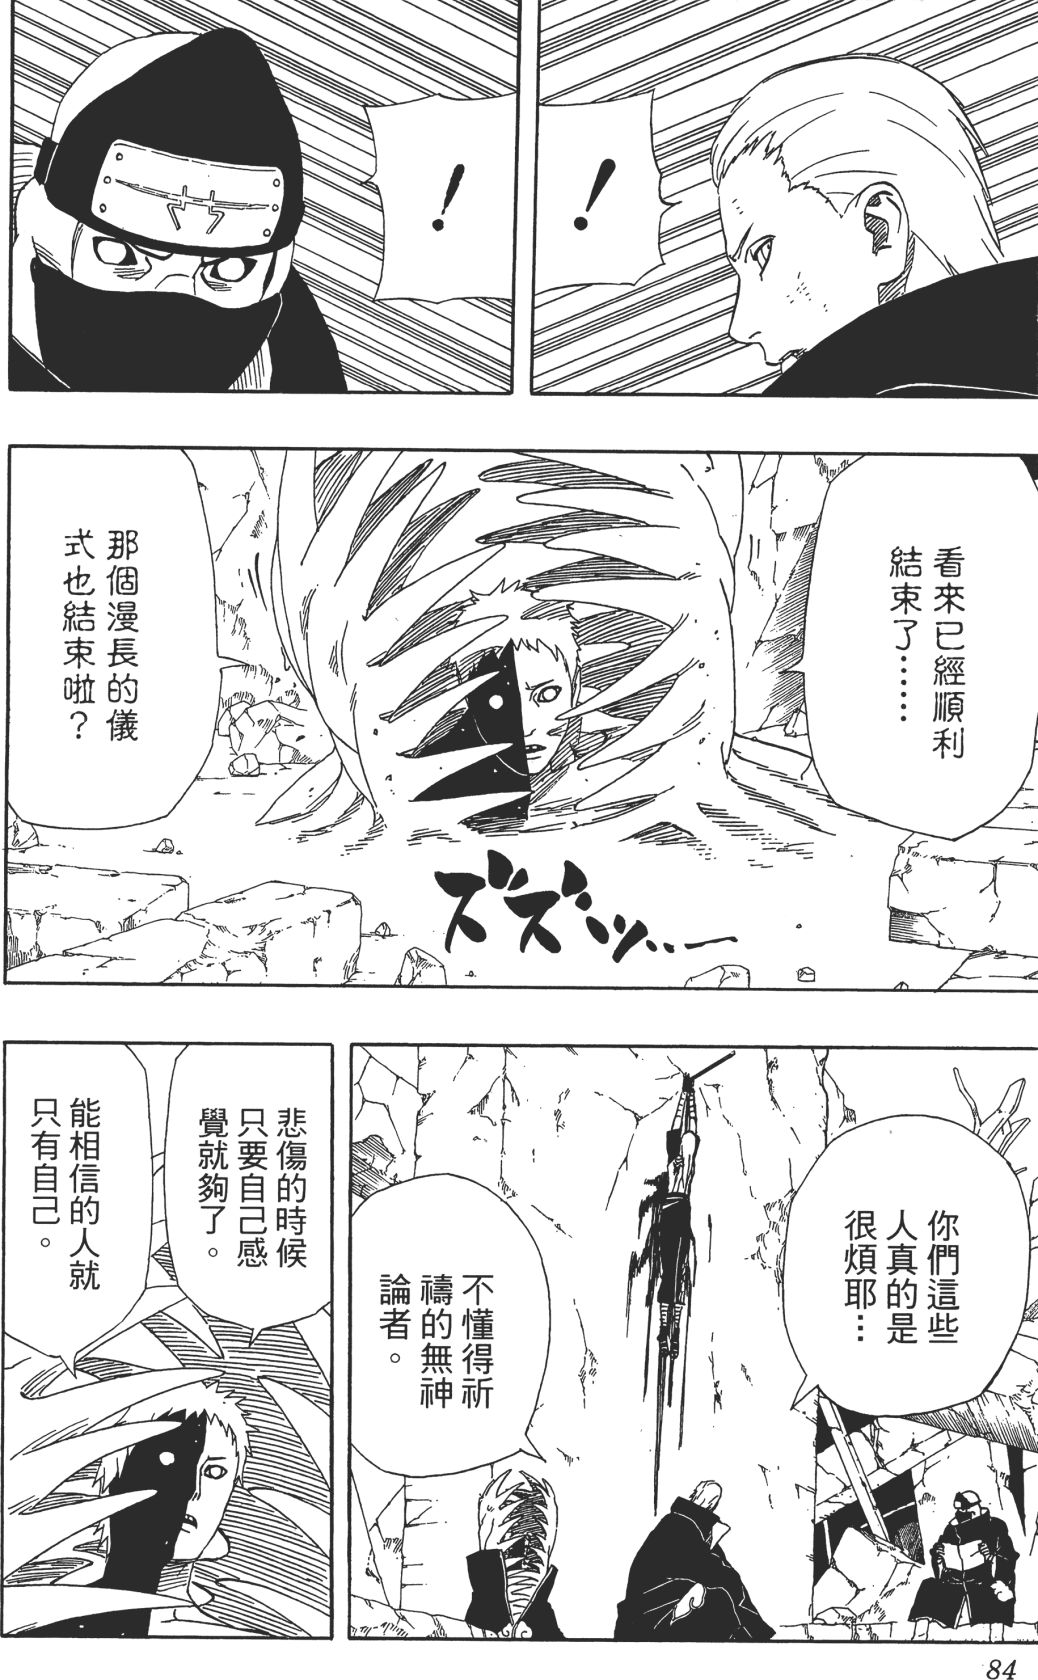 ！
！
看來已經順利
結束了……
那個漫長的儀
式也結束啦？
ズズッ…ー
你們這些
人真的是
很煩耶…
不懂得祈
禱的無神
論者。
悲傷的時候
只要自己感
覺就夠了。
能相信的人就
只有自己。
84